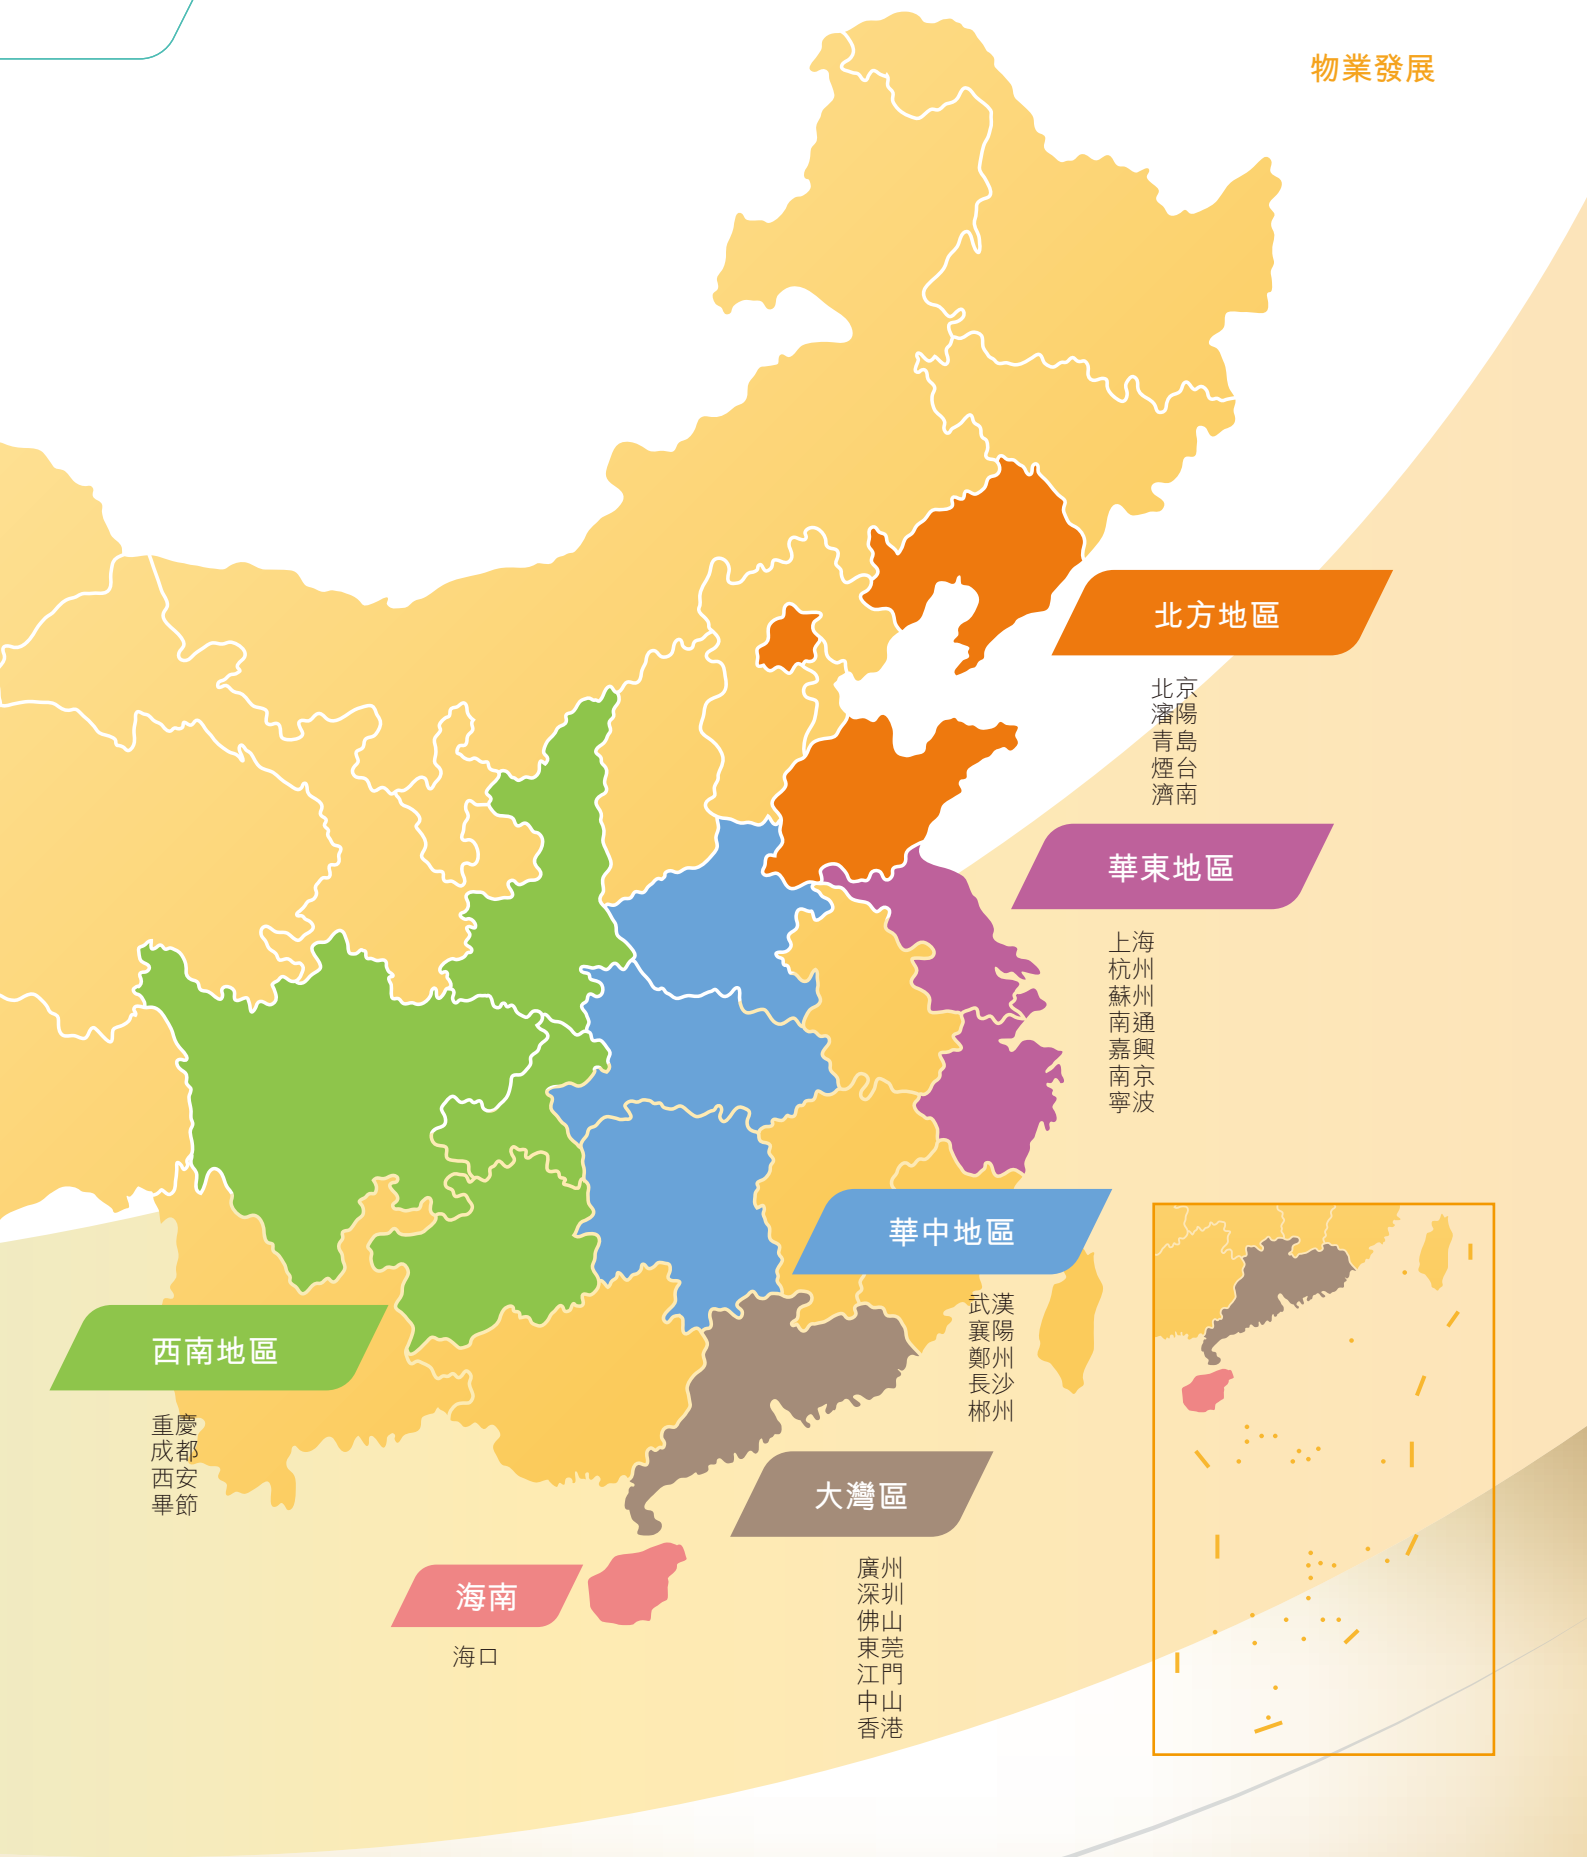 物業發展
北方地區
北京
瀋陽
青島
煙台
濟南
華東地區
上海
杭州
蘇州
南通
嘉興
南京
寧波
華中地區
武漢
襄陽
鄭州
長沙
郴州
西南地區
重慶
成都
西安
畢節
大灣區
廣州
深圳
佛山
東莞
江門
中山
香港
海南
海口